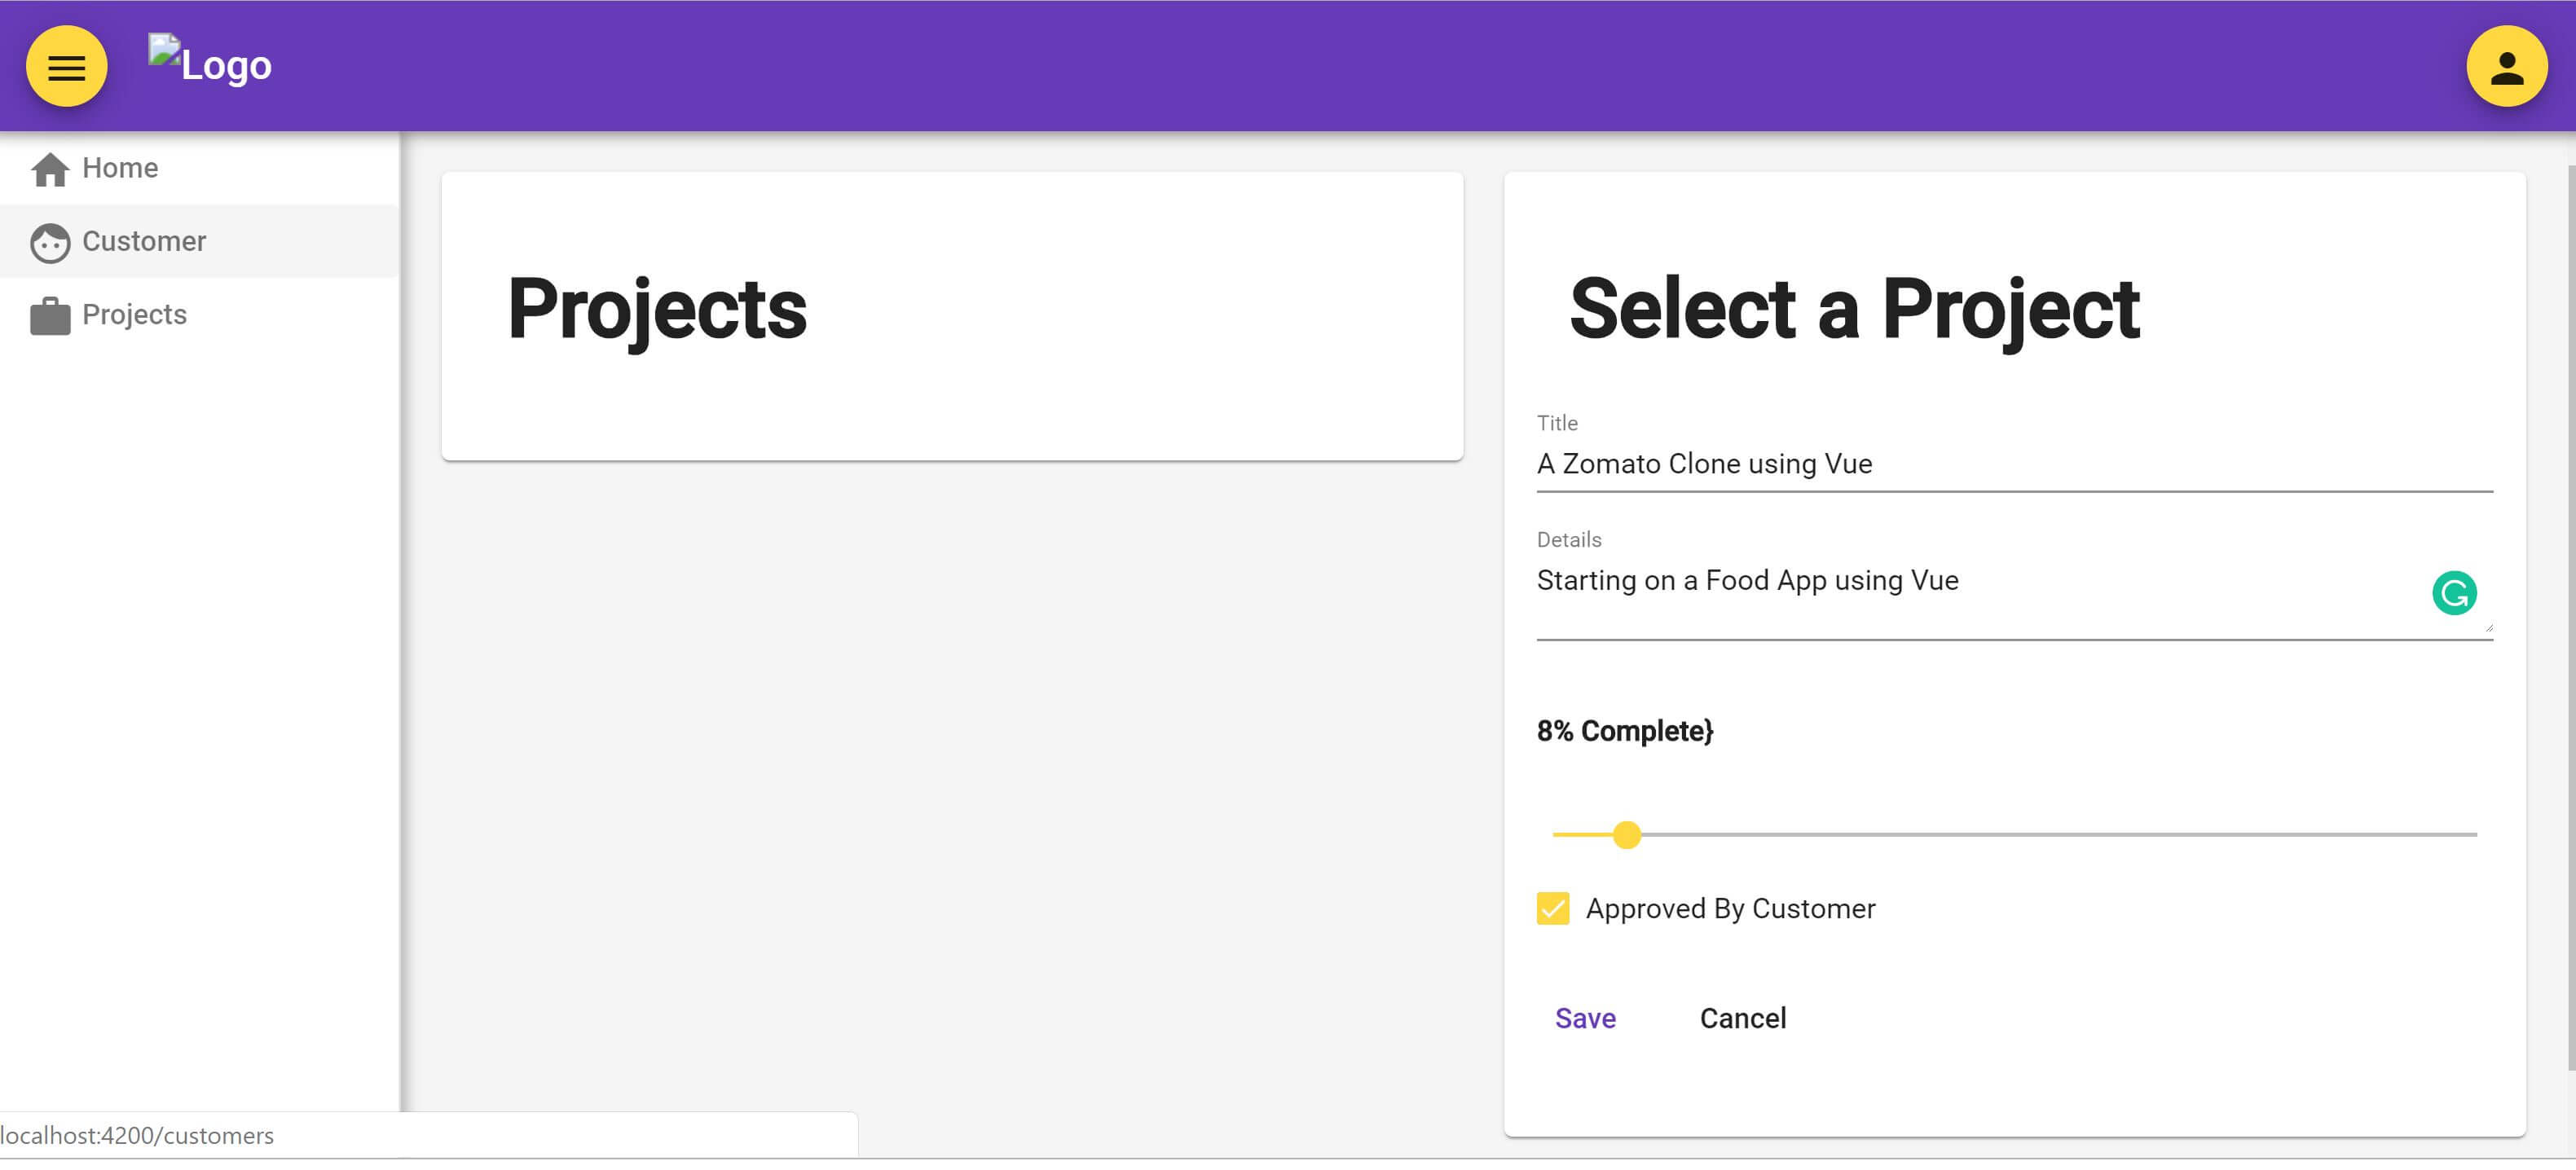 Logo
Home
Customer
Projects
Projects
Select a Project
Title
A Zomato Clone using Vue
Details
Starting on a Food App using Vue
8% Complete}
Approved By Customer
Save
Cancel
localhost:4200/customers